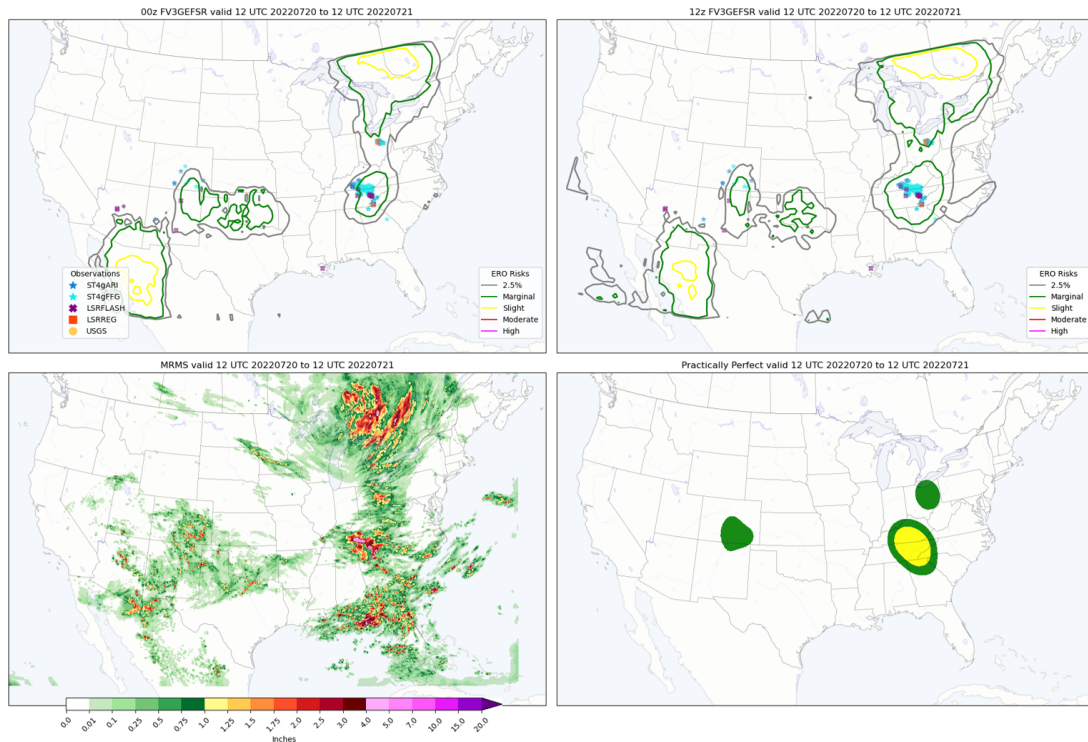 00z FV3GEFSR valid 12 UTC 20220720 to 12 UTC 20220721
Observations
ST4gARI
ST4gFFG
LSRFLASH
LSRREG
USGS
ERO Risks
2.5%
Marginal
Slight
Moderate
High
12z FV3GEFSR valid 12 UTC 20220720 to 12 UTC 20220721
ERO Risks
2.5%
Marginal
Slight
Moderate
High
MRMS valid 12 UTC 20220720 to 12 UTC 20220721
0.0 0.01 0.1 0.25 0.5 0.75 1.0 1.25 1.5 1.75 2.0 2.5 3.0 4.0 5.0 7.0 10.0 15.0 20.0
Inches
Practically Perfect valid 12 UTC 20220720 to 12 UTC 20220721